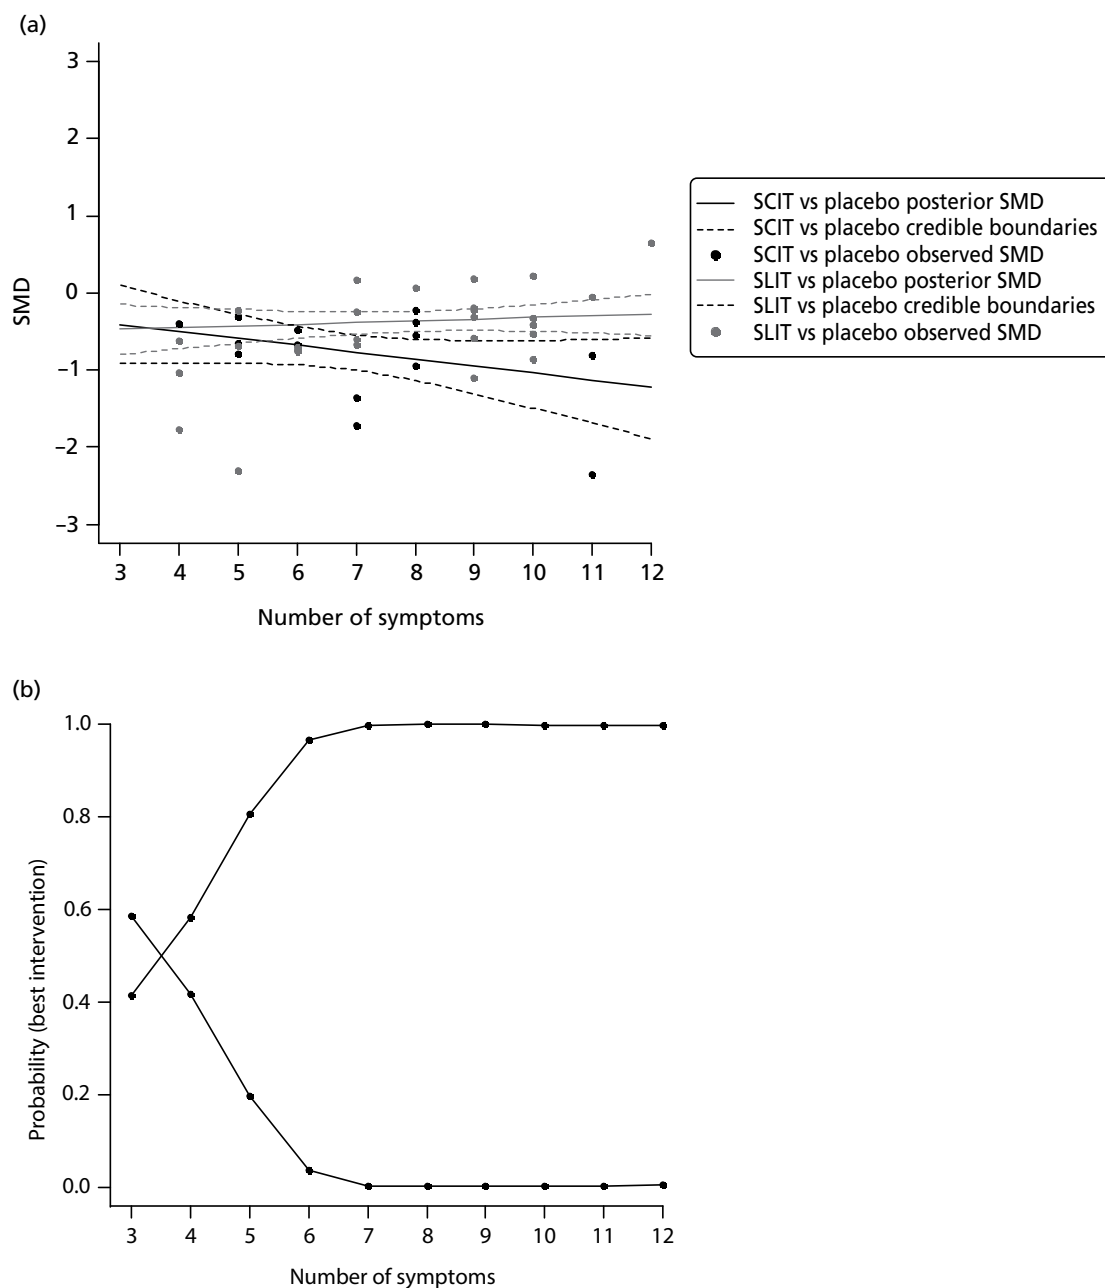 (a)
3
2
1
0
–1
–2
–3
SMD
3 4 5 6 7 8 9 10 11 12
Number of symptoms
SCIT vs placebo posterior SMD
SCIT vs placebo credible boundaries
SCIT vs placebo observed SMD
SLIT vs placebo posterior SMD
SLIT vs placebo credible boundaries
SLIT vs placebo observed SMD
(b)
1.0
0.8
0.6
0.4
0.2
0.0
Probability (best intervention)
3 4 5 6 7 8 9 10 11 12
Number of symptoms